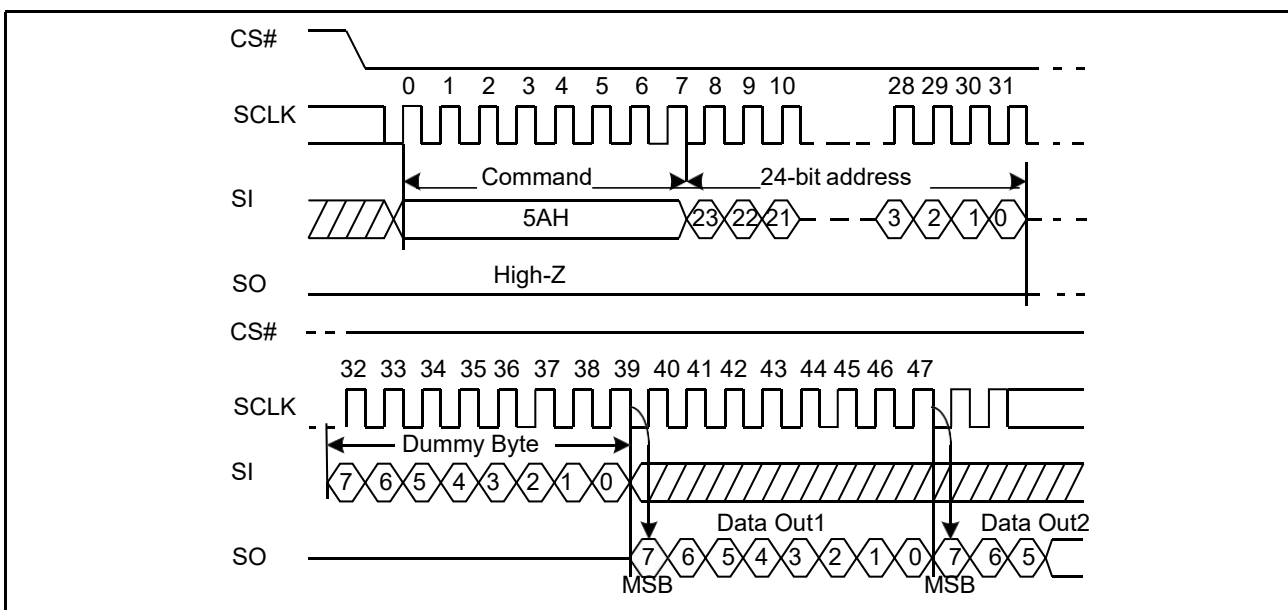 CS#
0 1 2 3 4 5 6 7 8 9 10 28 29 30 31
SCLK
Command 24-bit address
SI
5AH 23 22 21 3 2 1 0
High-Z
SO
CS#
32 33 34 35 36 37 38 39 40 41 42 43 44 45 46 47
SCLK
Dummy Byte
SI
7 6 5 4 3 2 1 0
Data Out1 Data Out2
SO
7 6 5 4 3 2 1 0 7 6 5
MSB MSB